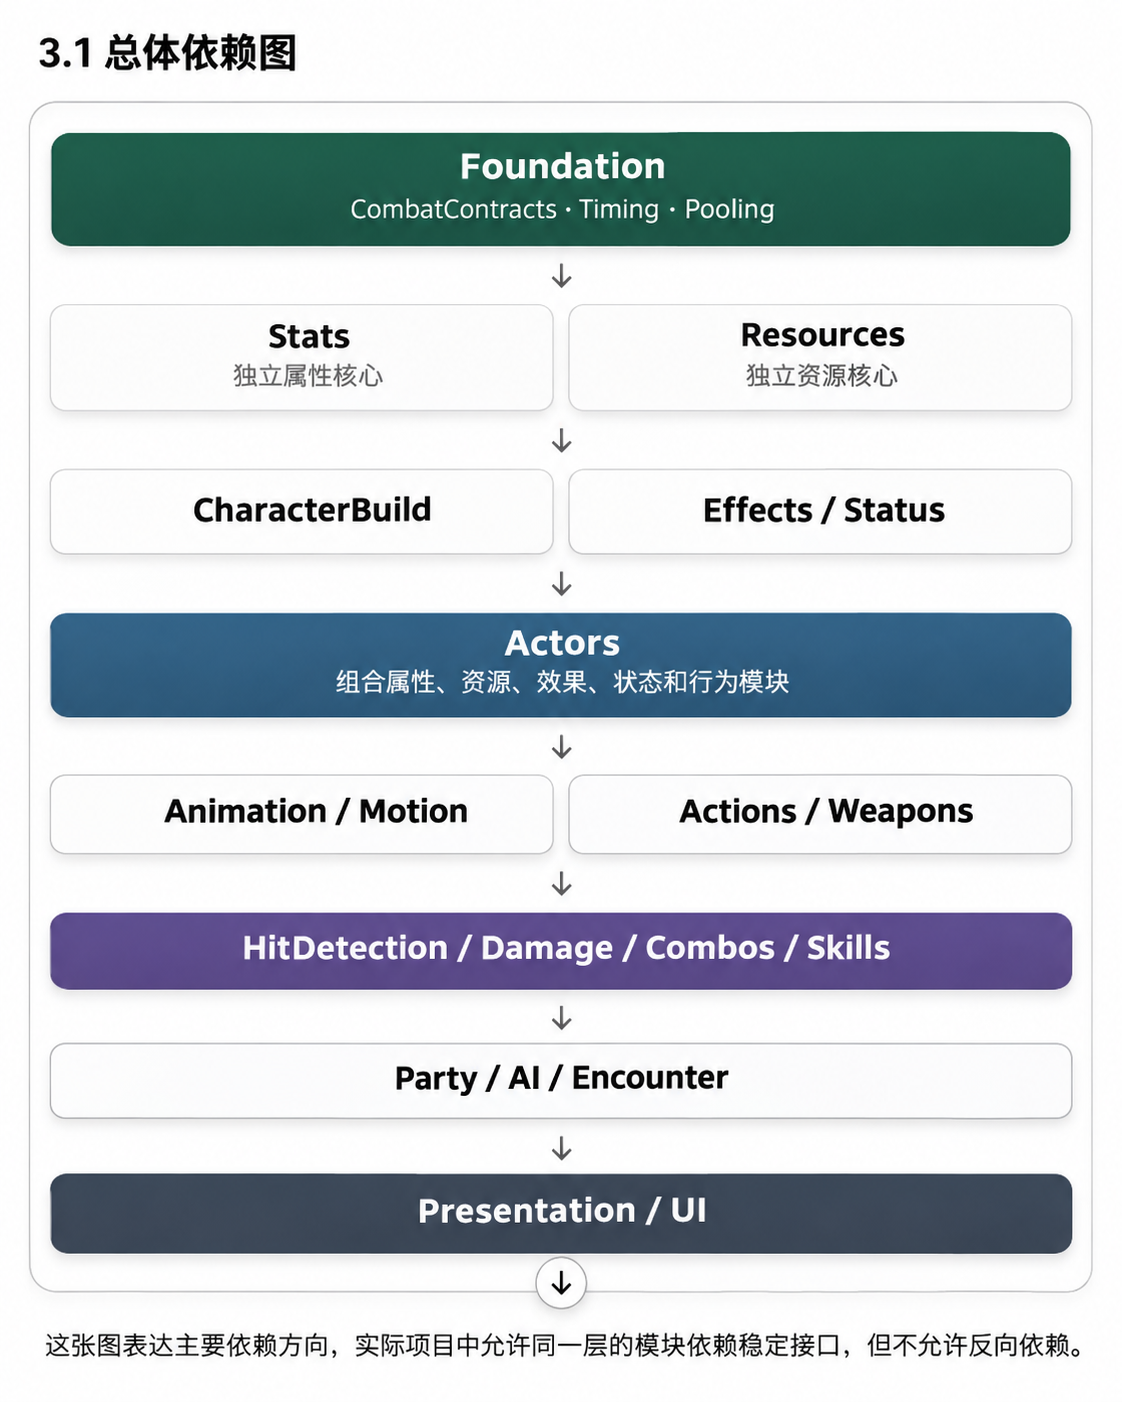 3.1 总体依赖图
Foundation
CombatContracts · Timing · Pooling
Stats
独立属性核心
Resources
独立资源核心
CharacterBuild
Effects / Status
Actors
组合属性、资源、效果、状态和行为模块
Animation / Motion
Actions / Weapons
HitDetection / Damage / Combos / Skills
Party / AI / Encounter
Presentation / UI
这张图表达主要依赖方向，实际项目中允许同一层的模块依赖稳定接口，但不允许反向依赖。